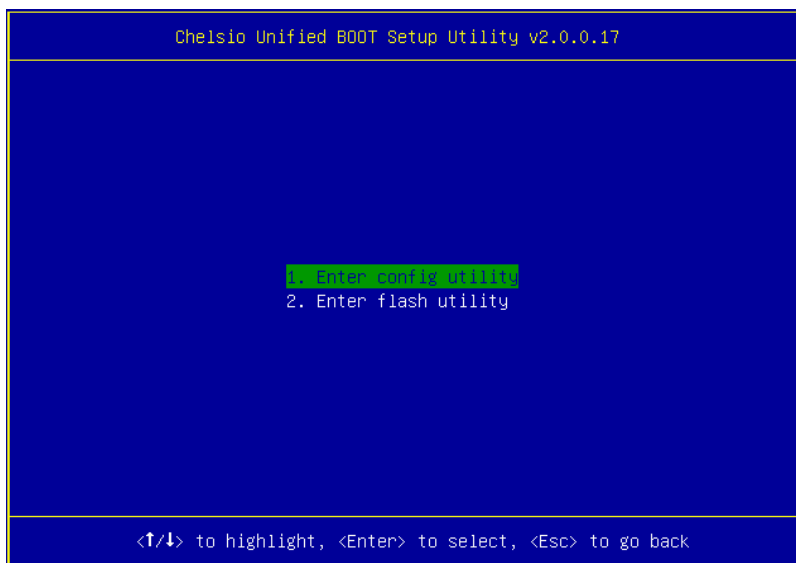 Chelsio Unified BOOT Setup Utility v2.0.0.17
1. Enter config utility
2. Enter flash utility
<↑/↓> to highlight, <Enter> to select, <Esc> to go back